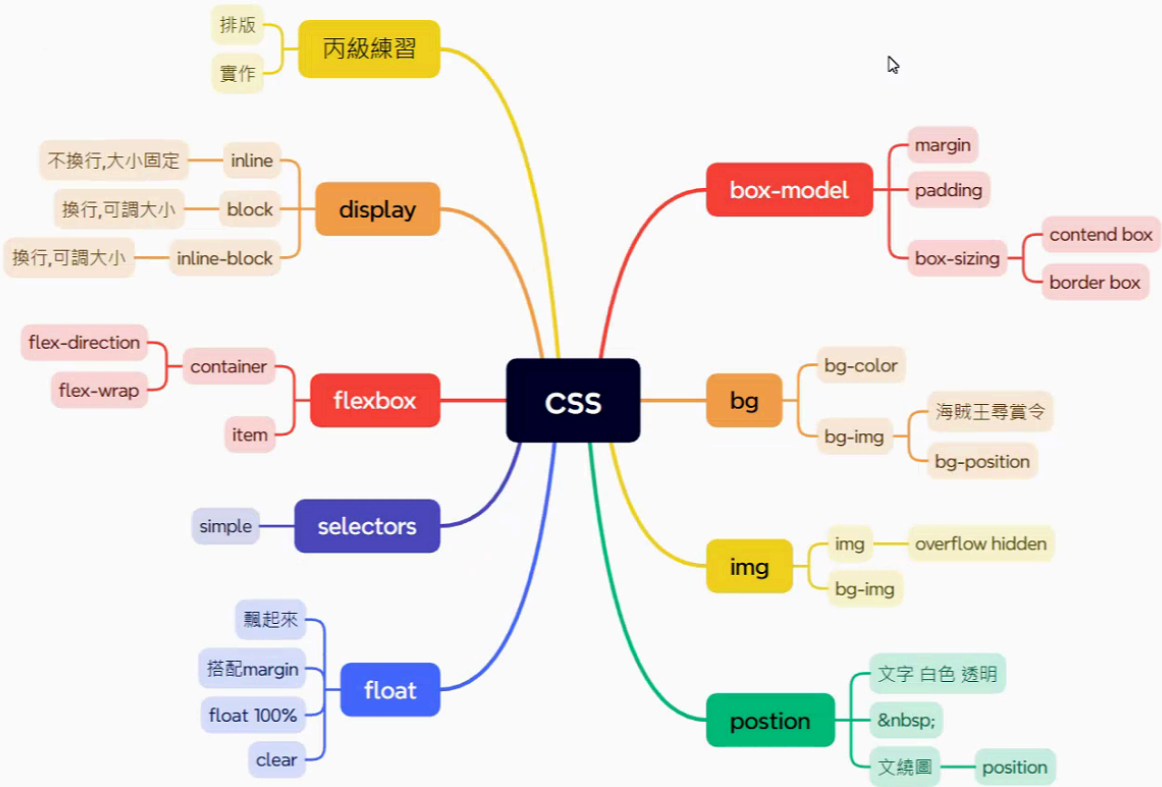 CSS
丙級練習
排版
實作
display
inline
不換行,大小固定
block
換行,可調大小
inline-block
換行,可調大小
flexbox
container
flex-direction
flex-wrap
item
selectors
simple
float
飄起來
搭配margin
float 100%
clear
box-model
margin
padding
box-sizing
contend box
border box
bg
bg-color
bg-img
海賊王尋賞令
bg-position
img
img
overflow hidden
bg-img
postion
文字 白色 透明
&nbsp;
文繞圖
position